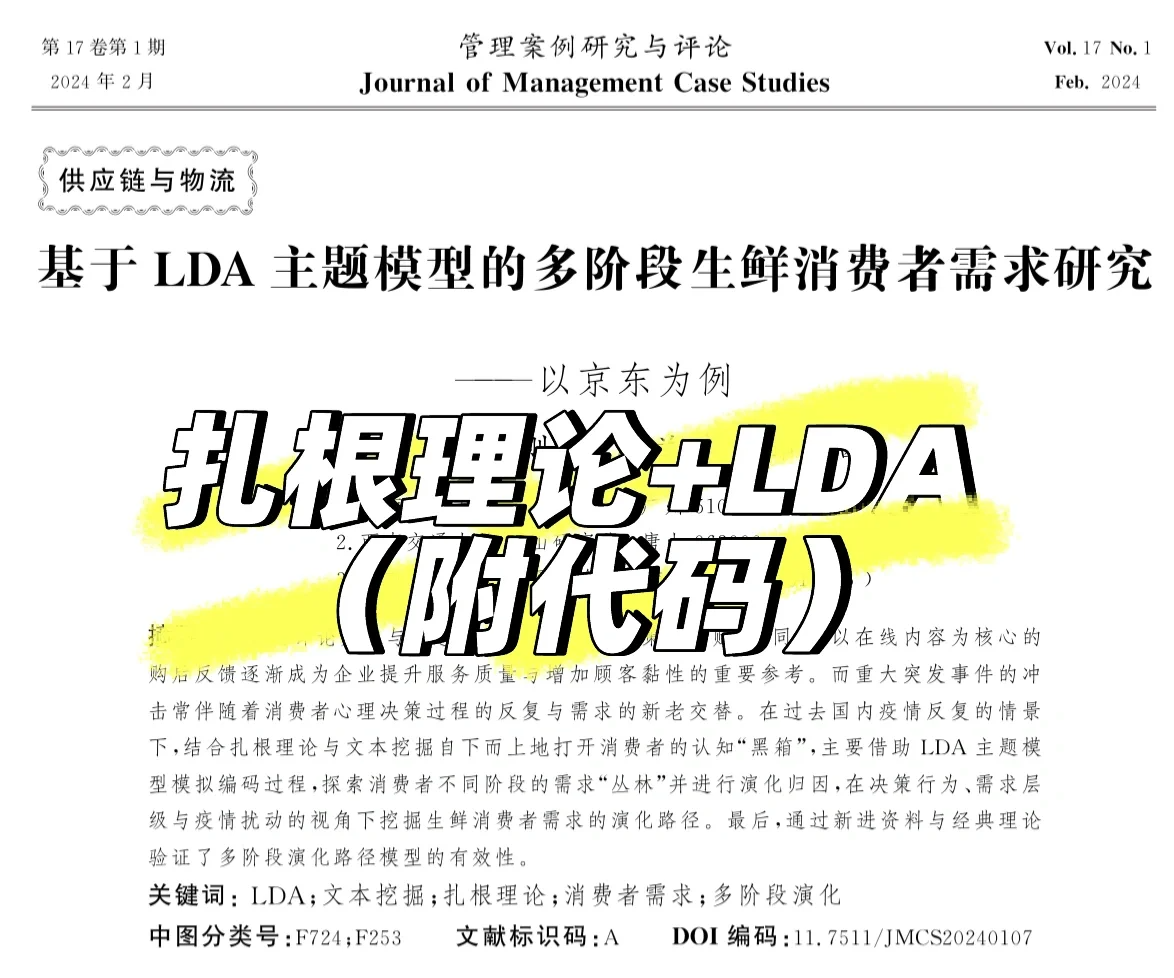 第 17 卷第 1 期
管理案例研究与评论
Vol. 17 No. 1
2024 年 2 月
Journal of Management Case Studies
Feb. 2024
供应链与物流
基于 LDA 主题模型的多阶段生鲜消费者需求研究
——以京东为例
扎根理论+LDA
（附代码）
以在线内容为核心的
购后反馈逐渐成为企业提升服务质量与增加顾客黏性的重要参考。而重大突发事件的冲
击常伴随着消费者心理决策过程的反复与需求的新老交替。在过去国内疫情反复的情景
下,结合扎根理论与文本挖掘自下而上地打开消费者的认知“黑箱”,主要借助 LDA 主题模
型模拟编码过程,探索消费者不同阶段的需求“丛林”并进行演化归因,在决策行为、需求层
级与疫情扰动的视角下挖掘生鲜消费者需求的演化路径。最后,通过新进资料与经典理论
验证了多阶段演化路径模型的有效性。
关键词: LDA;文本挖掘;扎根理论;消费者需求;多阶段演化
中图分类号:F724;F253 文献标识码:A DOI 编码:11.7511/JMCS20240107